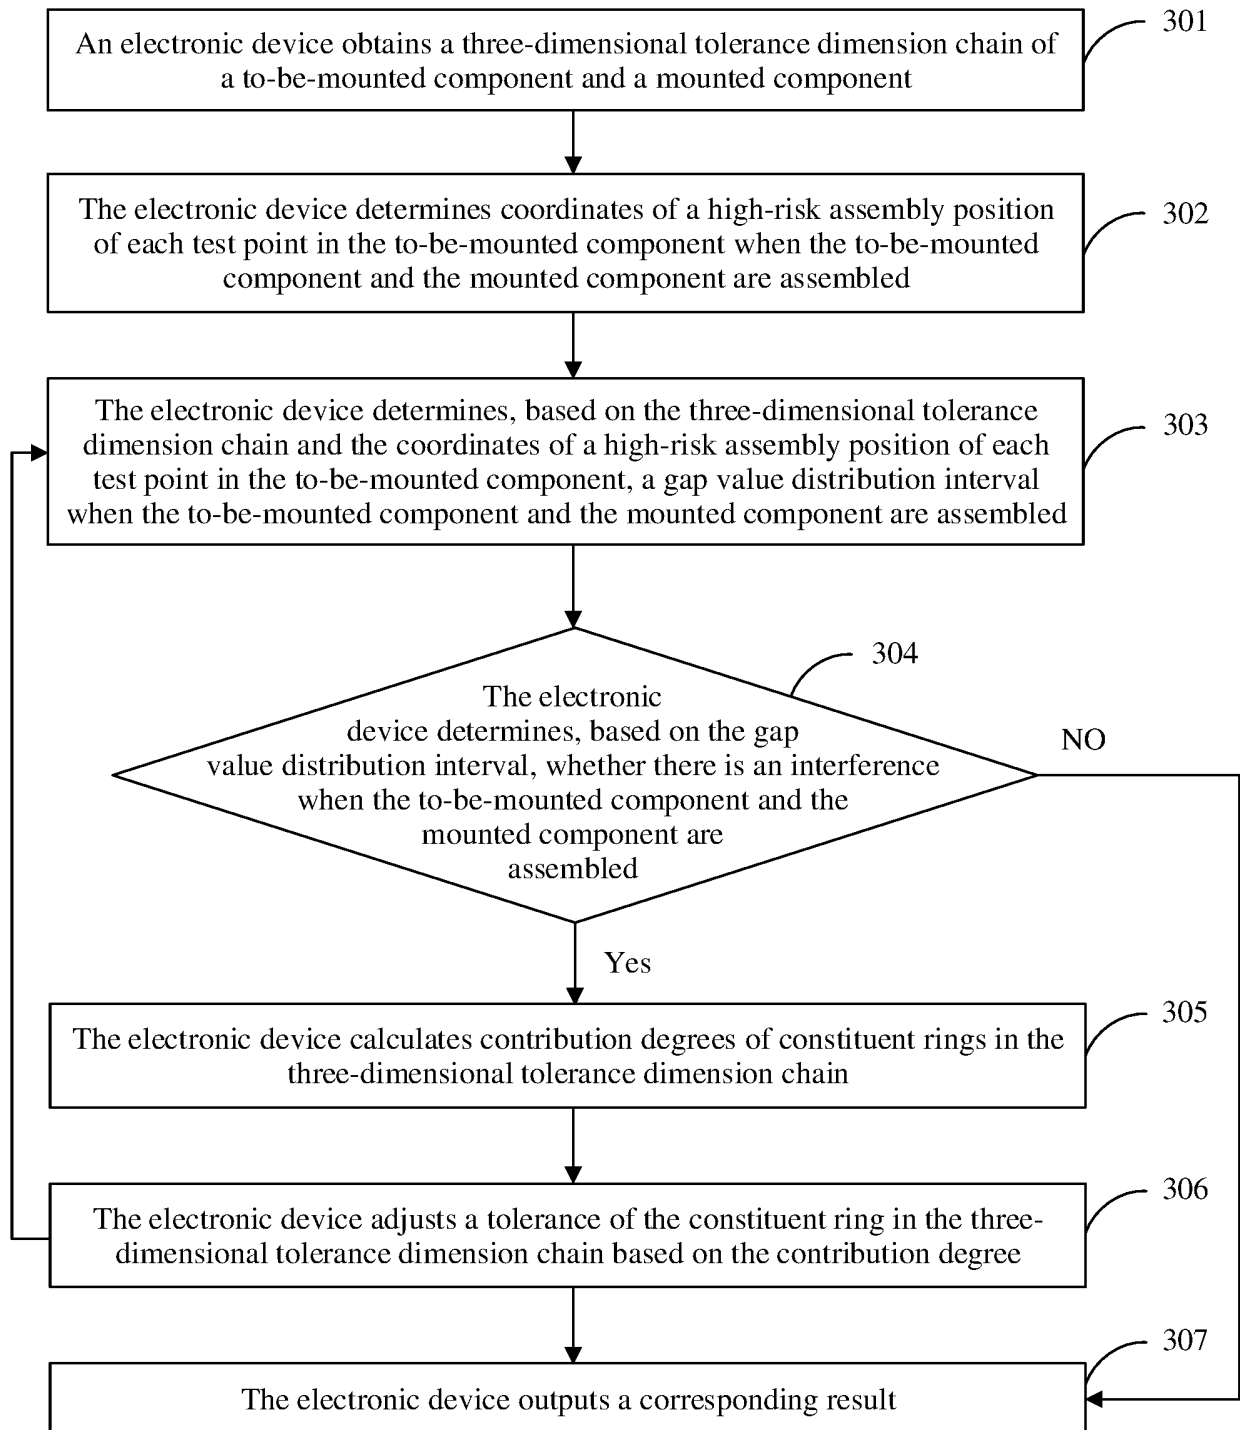 An electronic device obtains a three-dimensional tolerance dimension chain of
a to-be-mounted component and a mounted component
301
The electronic device determines coordinates of a high-risk assembly position
of each test point in the to-be-mounted component when the to-be-mounted
component and the mounted component are assembled
302
The electronic device determines, based on the three-dimensional tolerance
dimension chain and the coordinates of a high-risk assembly position of each
test point in the to-be-mounted component, a gap value distribution interval
when the to-be-mounted component and the mounted component are assembled
303
304
The electronic
device determines, based on the gap
value distribution interval, whether there is an interference
when the to-be-mounted component and the
mounted component are
assembled
NO
Yes
The electronic device calculates contribution degrees of constituent rings in the
three-dimensional tolerance dimension chain
305
The electronic device adjusts a tolerance of the constituent ring in the three-
dimensional tolerance dimension chain based on the contribution degree
306
The electronic device outputs a corresponding result
307